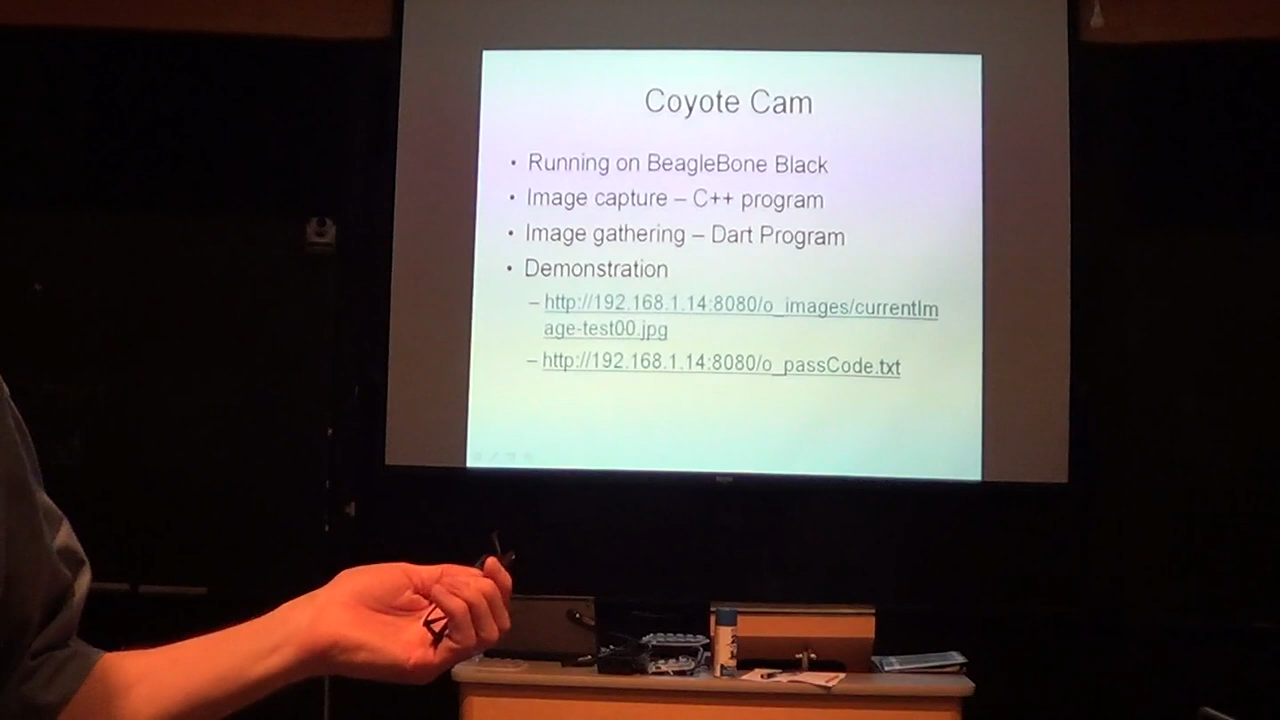 Coyote Cam
• Running on BeagleBone Black
• Image capture – C++ program
• Image gathering – Dart Program
• Demonstration
– http://192.168.1.14:8080/o_images/currentIm
age-test00.jpg
– http://192.168.1.14:8080/o_passCode.txt